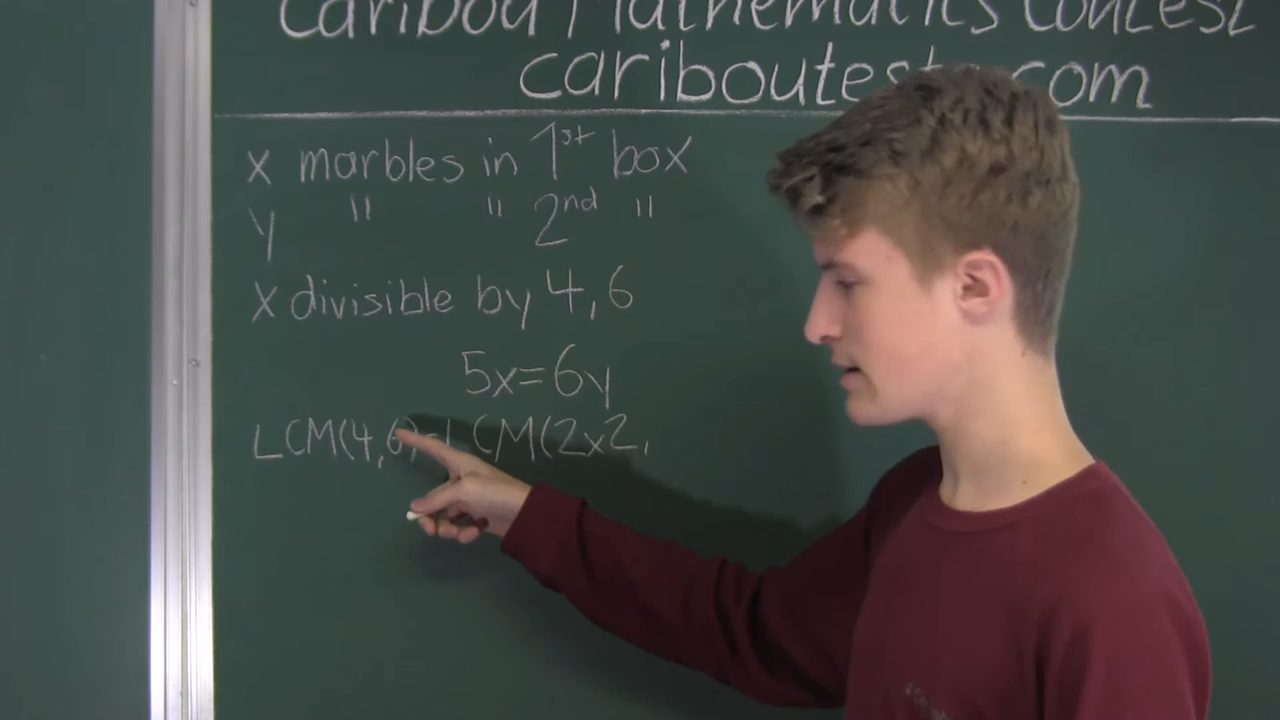 Caribou Mathematics Contest
cariboutests.com
x marbles in 1st box
y " " 2nd "
x divisible by 4,6
5x=6y
LCM(4,6)=LCM(2x2,